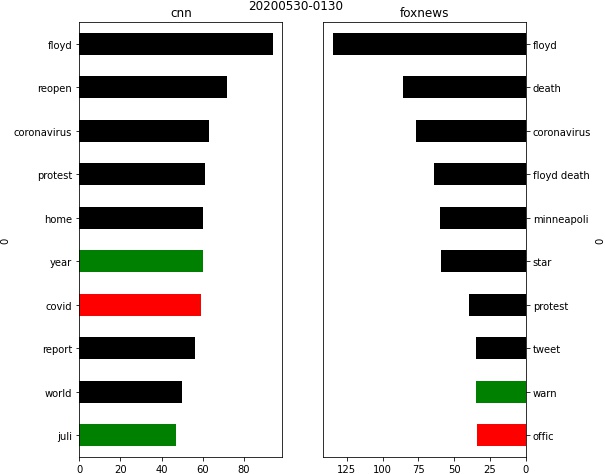 20200530-0130
cnn
foxnews
floyd
reopen
coronavirus
protest
home
year
covid
report
world
juli
0
0 20 40 60 80
floyd
death
coronavirus
floyd death
minneapoli
star
protest
tweet
warn
offic
0
125 100 75 50 25 0